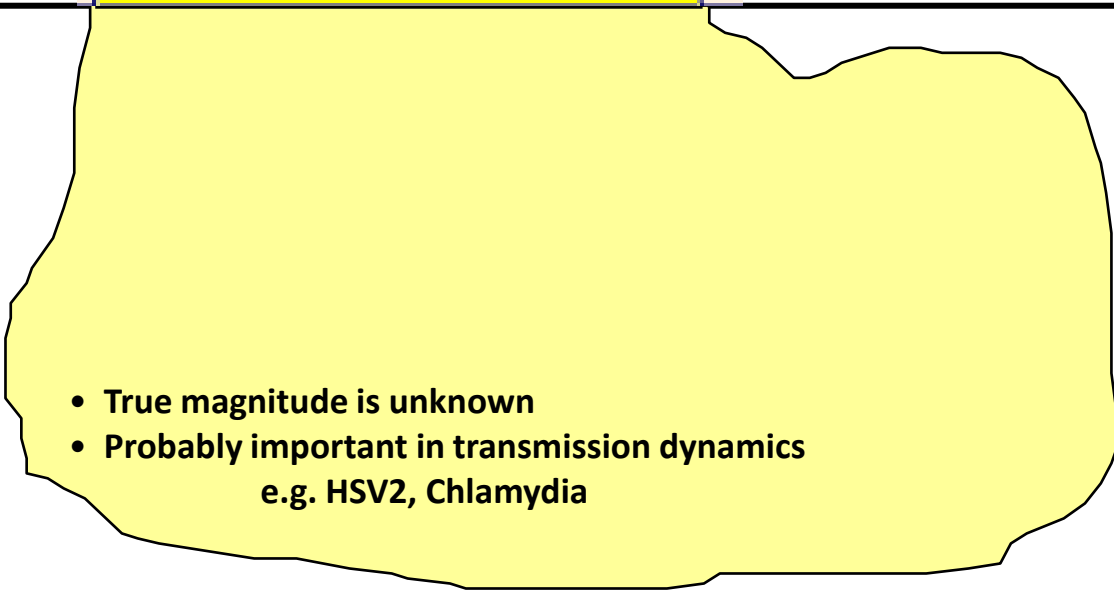 • True magnitude is unknown
• Probably important in transmission dynamics
e.g. HSV2, Chlamydia